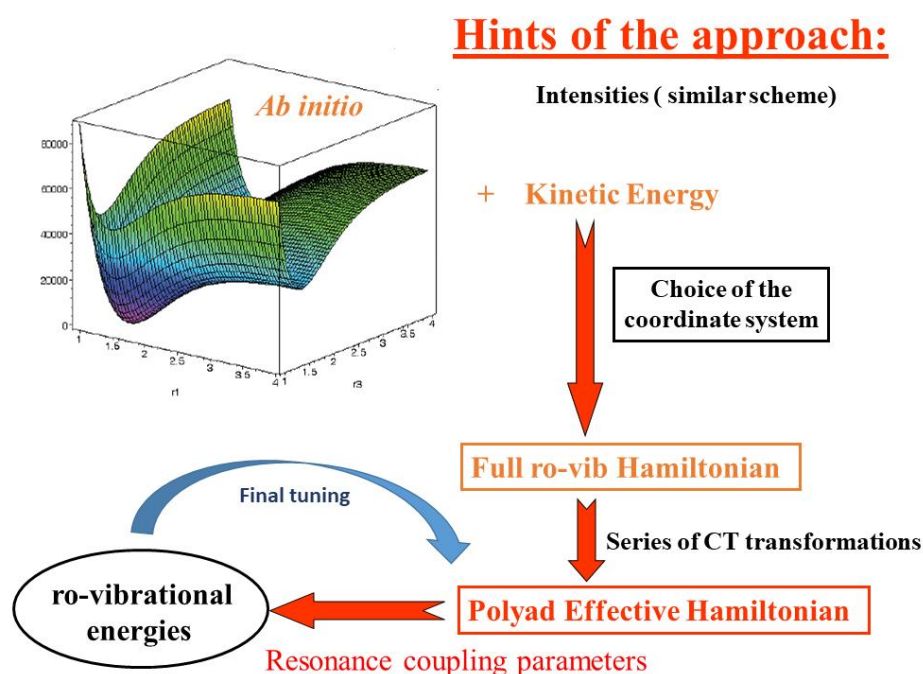 Hints of the approach:
Ab initio
Intensities ( similar scheme)
80000
60000
40000
20000
0
1
1.5
2
2.5
3
3.5
4
r1
1
1.5
2
2.5
3
3.5
4
r3
+ Kinetic Energy
Choice of the
coordinate system
Full ro-vib Hamiltonian
Final tuning
Series of CT transformations
ro-vibrational
energies
Polyad Effective Hamiltonian
Resonance coupling parameters